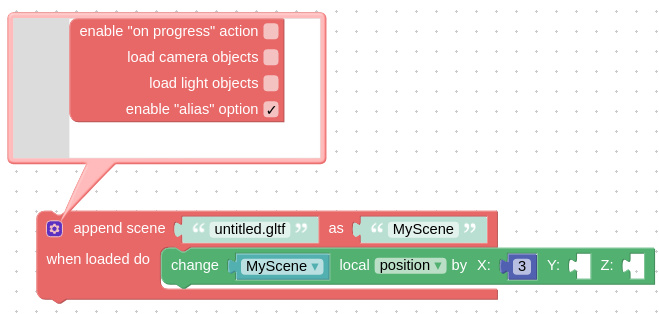 enable "on progress" action
load camera objects
load light objects
enable "alias" option ✓
append scene “ untitled.gltf ” as “ MyScene ”
when loaded do
change MyScene ▾ local position ▾ by X: 3 Y: Z: